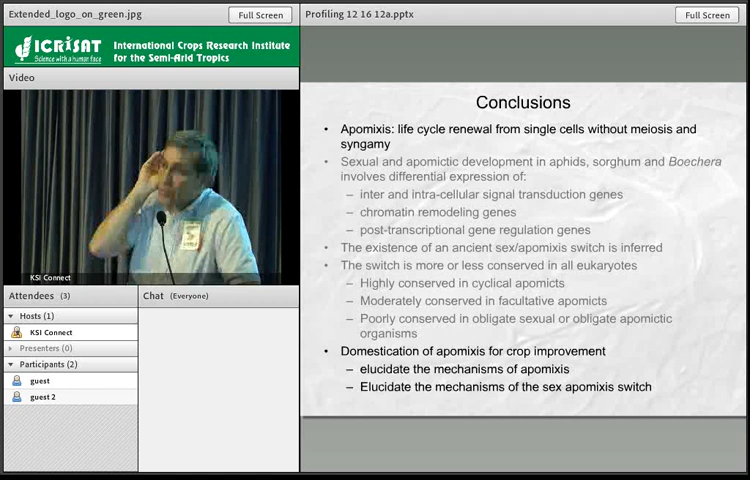 Extended_logo_on_green.jpg
Full Screen
ICRISAT
Science with a human face
International Crops Research Institute
for the Semi-Arid Tropics
Video
KSI Connect
Attendees (3)
Hosts (1)
KSI Connect
Presenters (0)
Participants (2)
guest
guest 2
Chat (Everyone)
Profiling 12 16 12a.pptx
Full Screen
Conclusions
• Apomixis: life cycle renewal from single cells without meiosis and
syngamy
• Sexual and apomictic development in aphids, sorghum and Boechera
involves differential expression of:
– inter and intra-cellular signal transduction genes
– chromatin remodeling genes
– post-transcriptional gene regulation genes
• The existence of an ancient sex/apomixis switch is inferred
• The switch is more or less conserved in all eukaryotes
– Highly conserved in cyclical apomicts
– Moderately conserved in facultative apomicts
– Poorly conserved in obligate sexual or obligate apomictic
organisms
• Domestication of apomixis for crop improvement
– elucidate the mechanisms of apomixis
– Elucidate the mechanisms of the sex apomixis switch